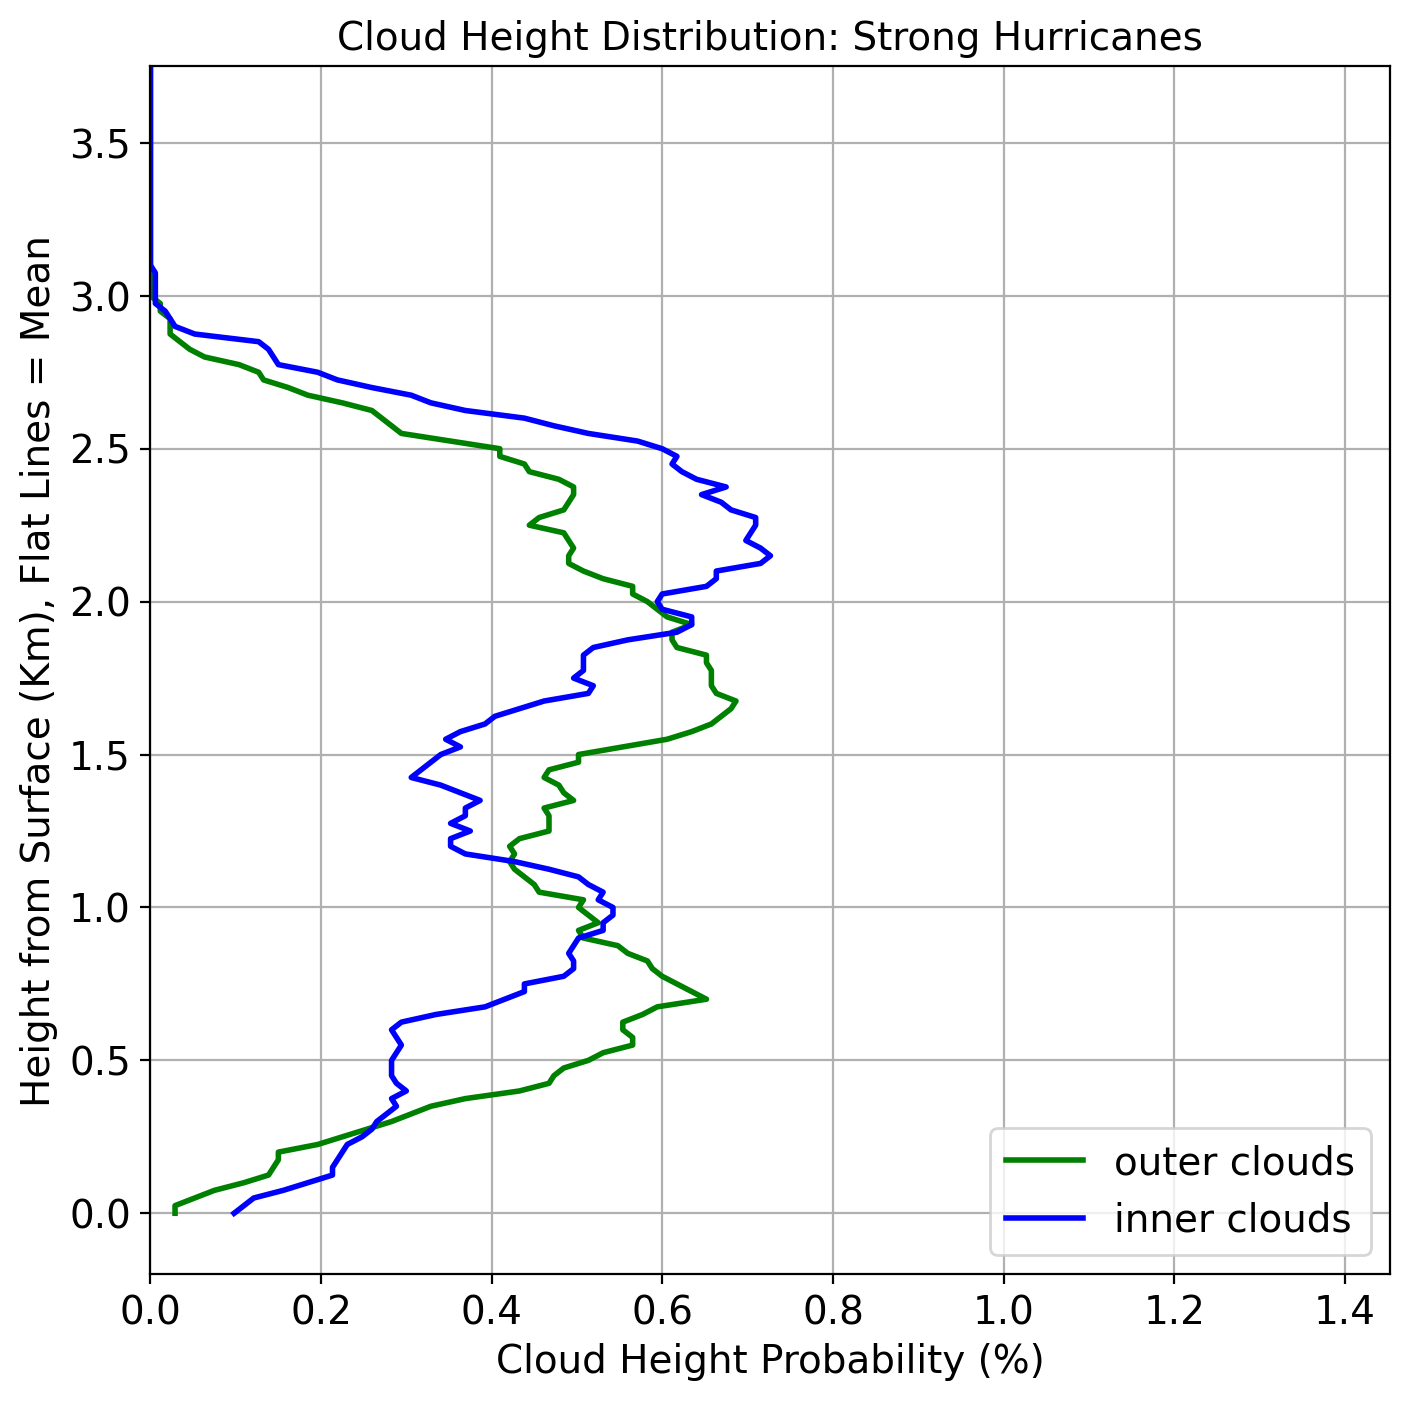 Cloud Height Distribution: Strong Hurricanes
Height from Surface (Km), Flat Lines = Mean
3.5
3.0
2.5
2.0
1.5
1.0
0.5
0.0
outer clouds
inner clouds
0.0 0.2 0.4 0.6 0.8 1.0 1.2 1.4
Cloud Height Probability (%)